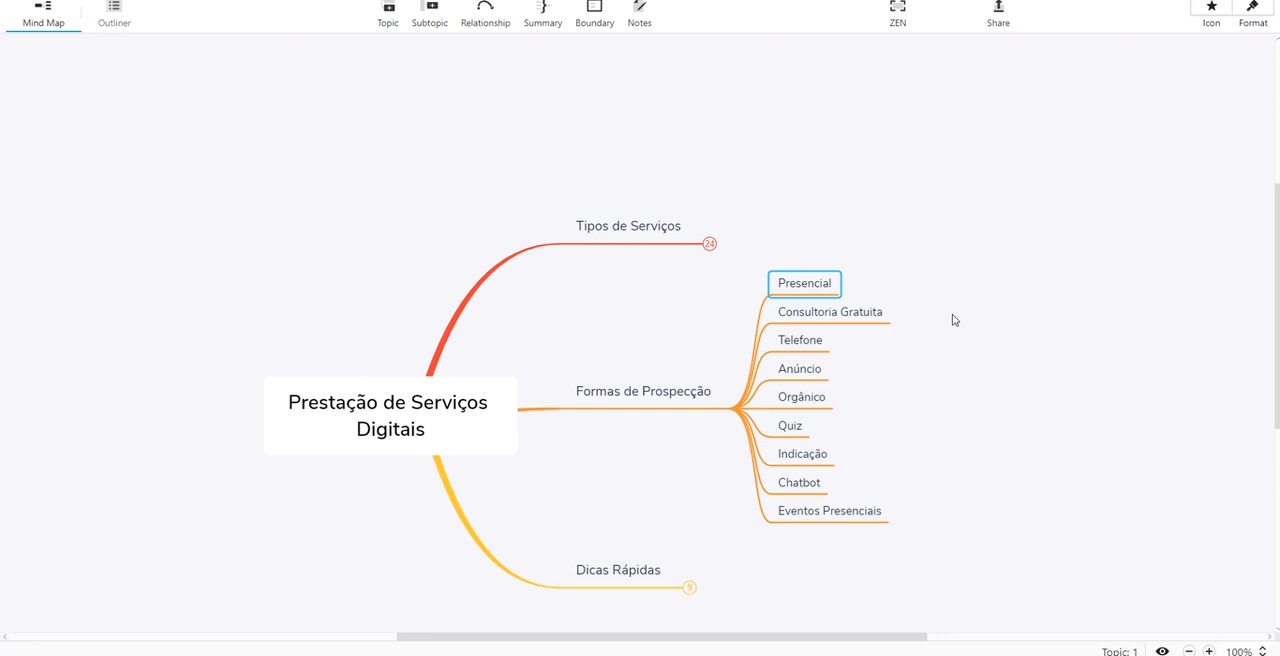 Mind Map
Outliner
Topic
Subtopic
Relationship
Summary
Boundary
Notes
ZEN
Share
Icon
Format
Tipos de Serviços
24
Presencial
Consultoria Gratuita
Telefone
Anúncio
Formas de Prospecção
Orgânico
Prestação de Serviços
Digitais
Quiz
Indicação
Chatbot
Eventos Presenciais
Dicas Rápidas
9
Topic: 1
100%